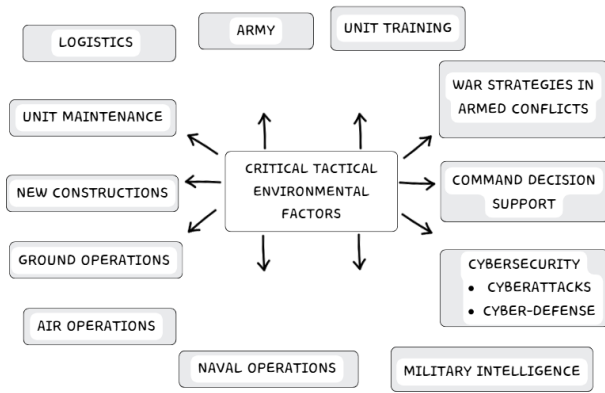 LOGISTICS
ARMY
UNIT TRAINING
WAR STRATEGIES IN
ARMED CONFLICTS
UNIT MAINTENANCE
CRITICAL TACTICAL
ENVIRONMENTAL
FACTORS
NEW CONSTRUCTIONS
COMMAND DECISION
SUPPORT
GROUND OPERATIONS
CYBERSECURITY
• CYBERATTACKS
• CYBER-DEFENSE
AIR OPERATIONS
NAVAL OPERATIONS
MILITARY INTELLIGENCE